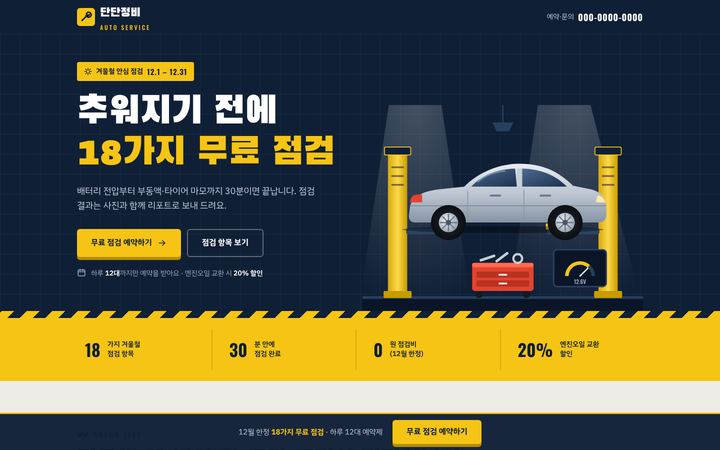 단단정비
AUTO SERVICE
예약·문의 000-0000-0000
겨울철 안심 점검 12.1 – 12.31
추워지기 전에
18가지 무료 점검
배터리 전압부터 부동액·타이어 마모까지 30분이면 끝납니다. 점검
결과는 사진과 함께 리포트로 보내 드려요.
무료 점검 예약하기 →
점검 항목 보기
하루 12대까지만 예약을 받아요 · 엔진오일 교환 시 20% 할인
12.6V
18 가지 겨울철
점검 항목
30 분 안에
점검 완료
0 원 점검비
(12월 한정)
20% 엔진오일 교환
할인
12월 한정 18가지 무료 점검 · 하루 12대 예약제
무료 점검 예약하기